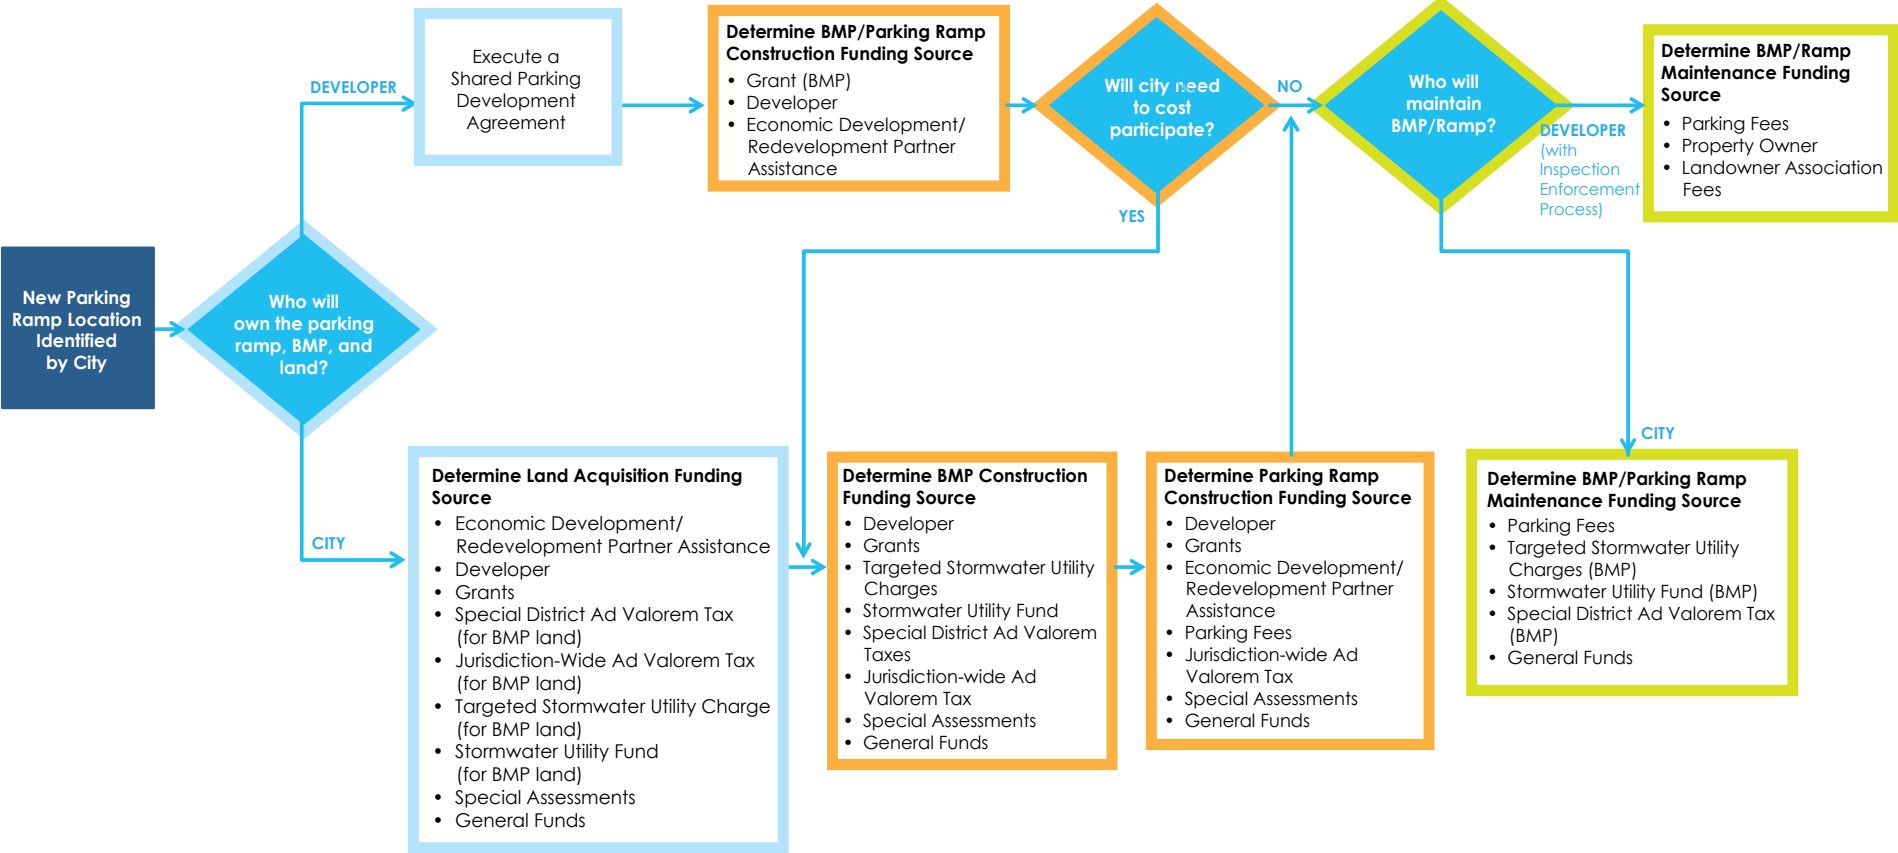 New Parking
Ramp Location
Identified
by City
Who will
own the parking
ramp, BMP, and
land?
DEVELOPER
Execute a
Shared Parking
Development
Agreement
Determine BMP/Parking Ramp
Construction Funding Source
• Grant (BMP)
• Developer
• Economic Development/
Redevelopment Partner
Assistance
Will city need
to cost
participate?
NO
YES
Who will
maintain
BMP/Ramp?
DEVELOPER
(with
Inspection
Enforcement
Process)
Determine BMP/Ramp
Maintenance Funding
Source
• Parking Fees
• Property Owner
• Landowner Association
Fees
CITY
Determine Land Acquisition Funding
Source
• Economic Development/
Redevelopment Partner Assistance
• Developer
• Grants
• Special District Ad Valorem Tax
(for BMP land)
• Jurisdiction-Wide Ad Valorem Tax
(for BMP land)
• Targeted Stormwater Utility Charge
(for BMP land)
• Stormwater Utility Fund
(for BMP land)
• Special Assessments
• General Funds
Determine BMP Construction
Funding Source
• Developer
• Grants
• Targeted Stormwater Utility
Charges
• Stormwater Utility Fund
• Special District Ad Valorem
Taxes
• Jurisdiction-wide Ad
Valorem Tax
• Special Assessments
• General Funds
Determine Parking Ramp
Construction Funding Source
• Developer
• Grants
• Economic Development/
Redevelopment Partner
Assistance
• Parking Fees
• Jurisdiction-wide Ad
Valorem Tax
• Special Assessments
• General Funds
CITY
Determine BMP/Parking Ramp
Maintenance Funding Source
• Parking Fees
• Targeted Stormwater Utility
Charges (BMP)
• Stormwater Utility Fund (BMP)
• Special District Ad Valorem Tax
(BMP)
• General Funds